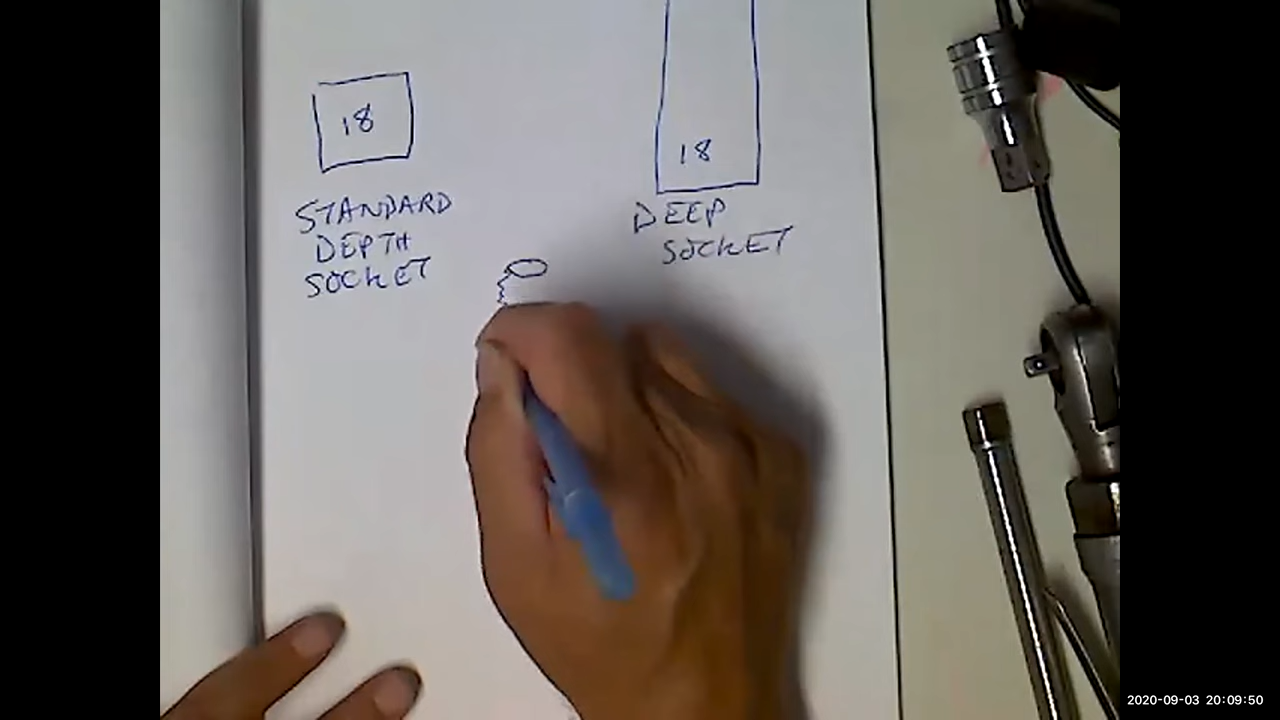 18
STANDARD
DEPTH
SOCKET
18
DEEP
SOCKET
2020-09-03 20:09:50